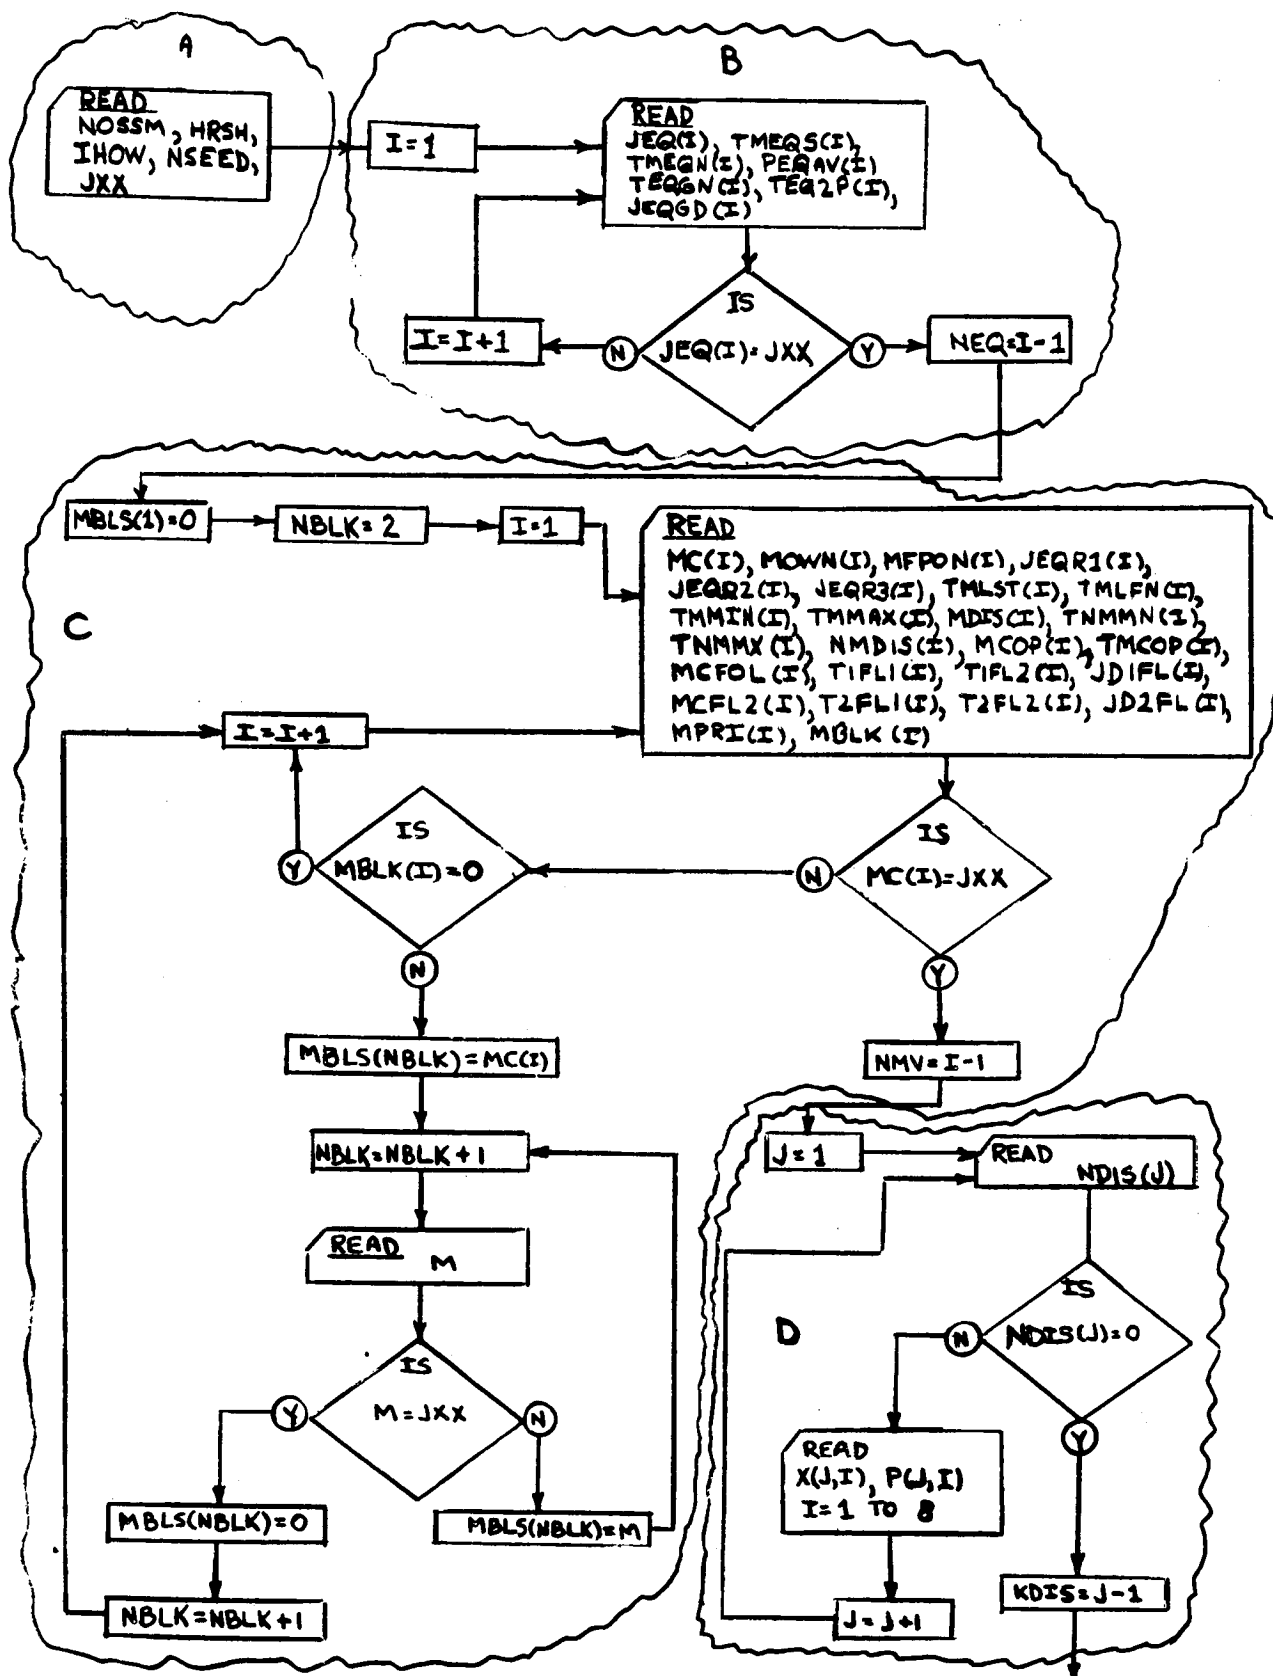 A
READ
NOSSM, HRSH,
IHOW, NSEED,
JXX
B
I=1
READ
JEQ(I), TMEQS(I),
TMEQN(I), PEQAV(I)
TEQGN(I), TEQ2P(I),
JEQGD(I)
IS
JEQ(I)=JXX
N
Y
I=I+1
NEQ=I-1
C
MBLS(1)=0
NBLK=2
I=1
READ
MC(I), MOWN(I), MFPON(I), JEQR1(I),
JEQR2(I), JEQR3(I), TMLST(I), TMLFN(I),
TMMIN(I), TMMAX(I), MDIS(I), TNMMN(I),
TNMMX(I), NMDIS(I), MCOP(I), TMCOP(I),
MCFOL(I), T1FL1(I), T1FL2(I), JD1FL(I),
MCFL2(I), T2FL1(I), T2FL2(I), JD2FL(I),
MPRI(I), MBLK(I)
I=I+1
IS
MBLK(I)=0
Y
N
IS
MC(I)=JXX
N
Y
MBLS(NBLK)=MC(I)
NMV=I-1
NBLK=NBLK+1
READ
M
IS
M=JXX
Y
N
MBLS(NBLK)=0
MBLS(NBLK)=M
NBLK=NBLK+1
D
J=1
READ
NDIS(J)
IS
NDIS(J)=0
N
Y
READ
X(J,I), P(J,I)
I=1 TO 8
J=J+1
KDIS=J-1